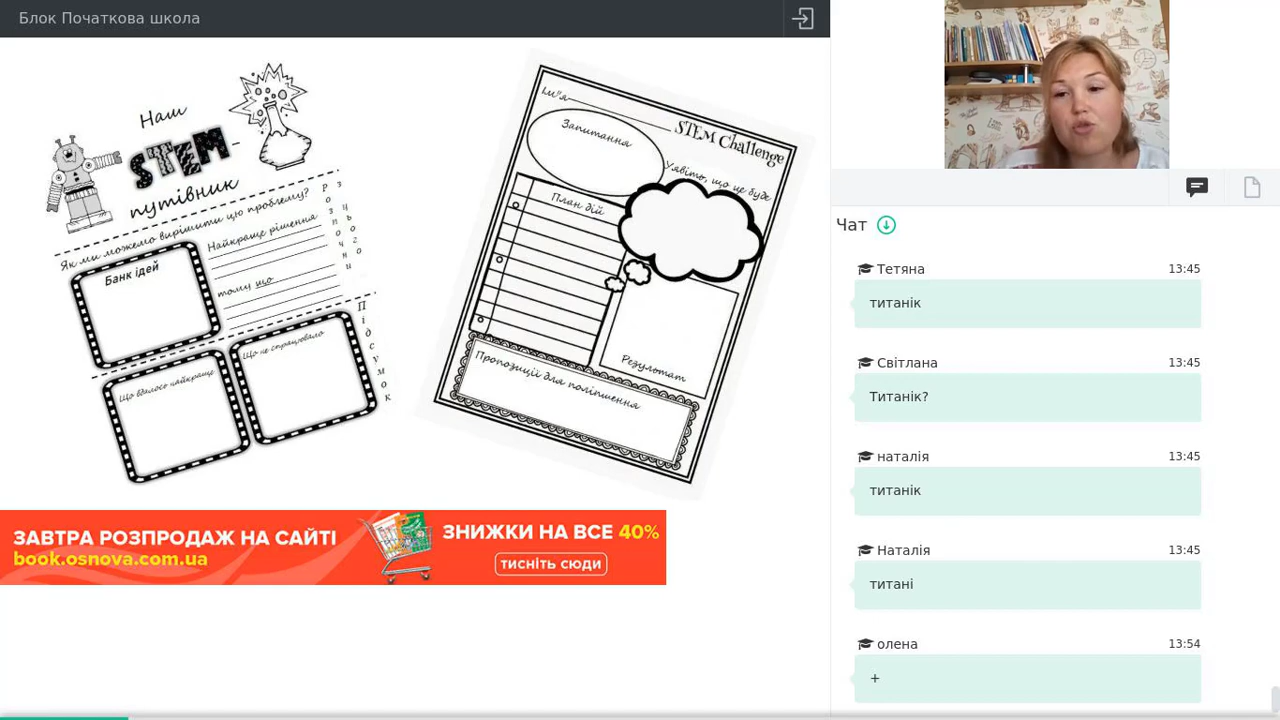 Блок Початкова школа
Наш
STEM-
путівник
Як ми можемо вирішити цю проблему?
Розпочни
з цього
Банк ідей
Найкраще рішення
тому що
Що вдалось найкраще
Що не спрацювало
Підсумок
Ім'я
STEM Challenge
Запитання
Уявіть, що це буде
План дій
Результат
Пропозиції для поліпшення
ЗАВТРА РОЗПРОДАЖ НА САЙТІ
book.osnova.com.ua
ЗНИЖКИ НА ВСЕ 40%
тисніть сюди
Чат
Тетяна 13:45
титанік
Світлана 13:45
Титанік?
наталія 13:45
титанік
Наталія 13:45
титані
олена 13:54
+